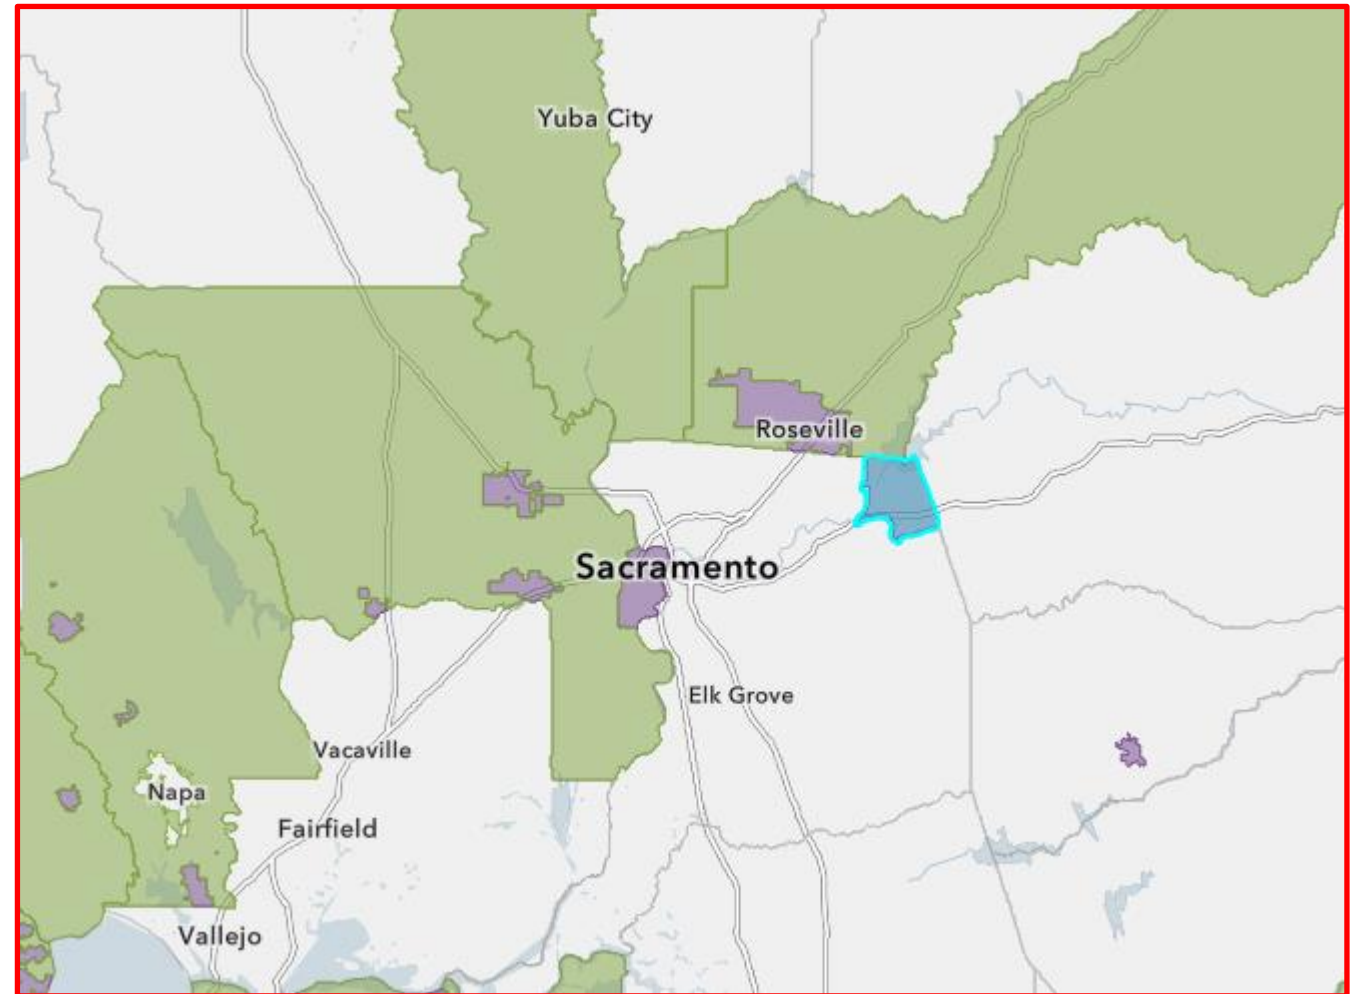 Yuba City
Roseville
Sacramento
Elk Grove
Vacaville
Napa
Fairfield
Vallejo